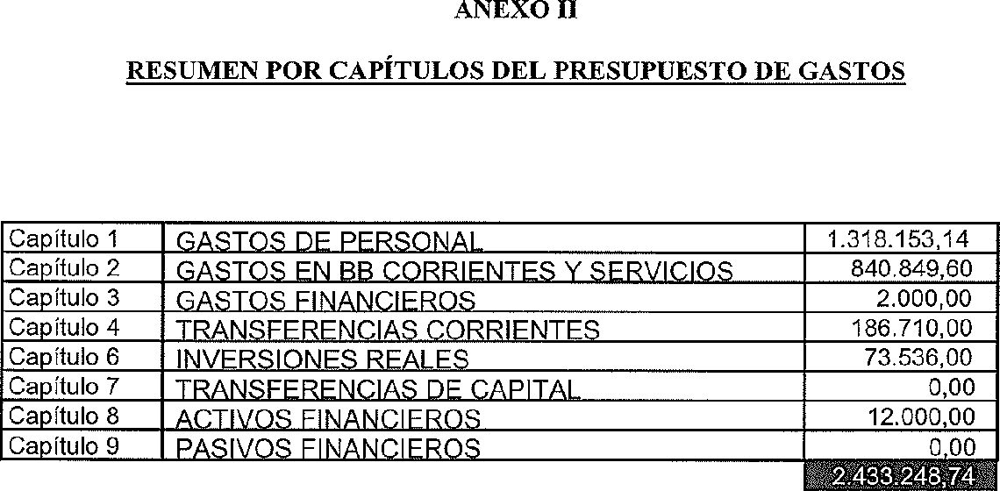 ANEXO II
RESUMEN POR CAPÍTULOS DEL PRESUPUESTO DE GASTOS
Capítulo 1 GASTOS DE PERSONAL 1.318.153,14
Capítulo 2 GASTOS EN BB CORRIENTES Y SERVICIOS 840.849,60
Capítulo 3 GASTOS FINANCIEROS 2.000,00
Capítulo 4 TRANSFERENCIAS CORRIENTES 186.710,00
Capítulo 6 INVERSIONES REALES 73.536,00
Capítulo 7 TRANSFERENCIAS DE CAPITAL 0,00
Capítulo 8 ACTIVOS FINANCIEROS 12.000,00
Capítulo 9 PASIVOS FINANCIEROS 0,00
2.433.248,74